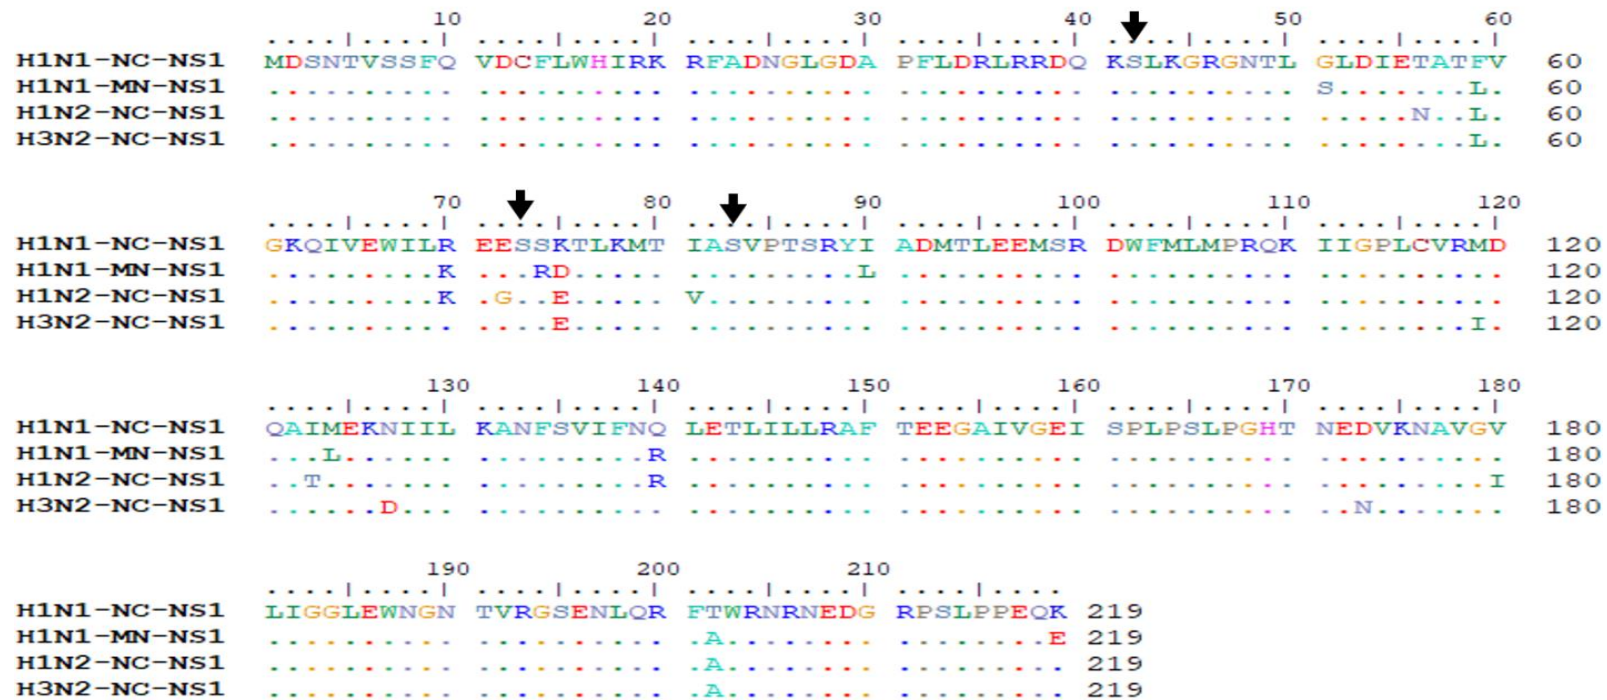 10 20 30 40 50 60
....|....| ....|....| ....|....| ....|....| ....|....| ....|....|
H1N1-NC-NS1 MDSNTVSSFQ VDCFLWHIRK RFADNGLGDA PFLDRLRRDQ KSLKGRGNTL GLDIETATFV 60
H1N1-MN-NS1 .......... .......... .......... .......... .......... S.......L. 60
H1N2-NC-NS1 .......... .......... .......... .......... .......... .....N..L. 60
H3N2-NC-NS1 .......... .......... .......... .......... .......... ........L. 60
70 80 90 100 110 120
....|....| ....|....| ....|....| ....|....| ....|....| ....|....|
H1N1-NC-NS1 GKQIVEWILR EESSKTLKMT IASVPTSRYI ADMTLEEMSR DWFMLMPRQK IIGPLCVRMD 120
H1N1-MN-NS1 .........K ...RD..... .........L .......... .......... .......... 120
H1N2-NC-NS1 .........K .G..E..... V......... .......... .......... .......... 120
H3N2-NC-NS1 .......... ....E..... .......... .......... .......... ........I. 120
130 140 150 160 170 180
....|....| ....|....| ....|....| ....|....| ....|....| ....|....|
H1N1-NC-NS1 QAIMEKNIIL KANFSVIFNQ LETLILLRAF TEEGAIVGEI SPLPSLPGHT NEDVKNAVGV 180
H1N1-MN-NS1 ...L...... .........R .......... .......... .......... .......... 180
H1N2-NC-NS1 ..T....... .........R .......... .......... .......... .........I 180
H3N2-NC-NS1 ......D... .......... .......... .......... .......... ..N....... 180
190 200 210
....|....| ....|....| ....|....| ....|....
H1N1-NC-NS1 LIGGLEWNGN TVRGSENLQR FTWRNRNEDG RPSLPPEQK 219
H1N1-MN-NS1 .......... .......... .A........ ........E 219
H1N2-NC-NS1 .......... .......... .A........ ......... 219
H3N2-NC-NS1 .......... .......... .A........ ......... 219